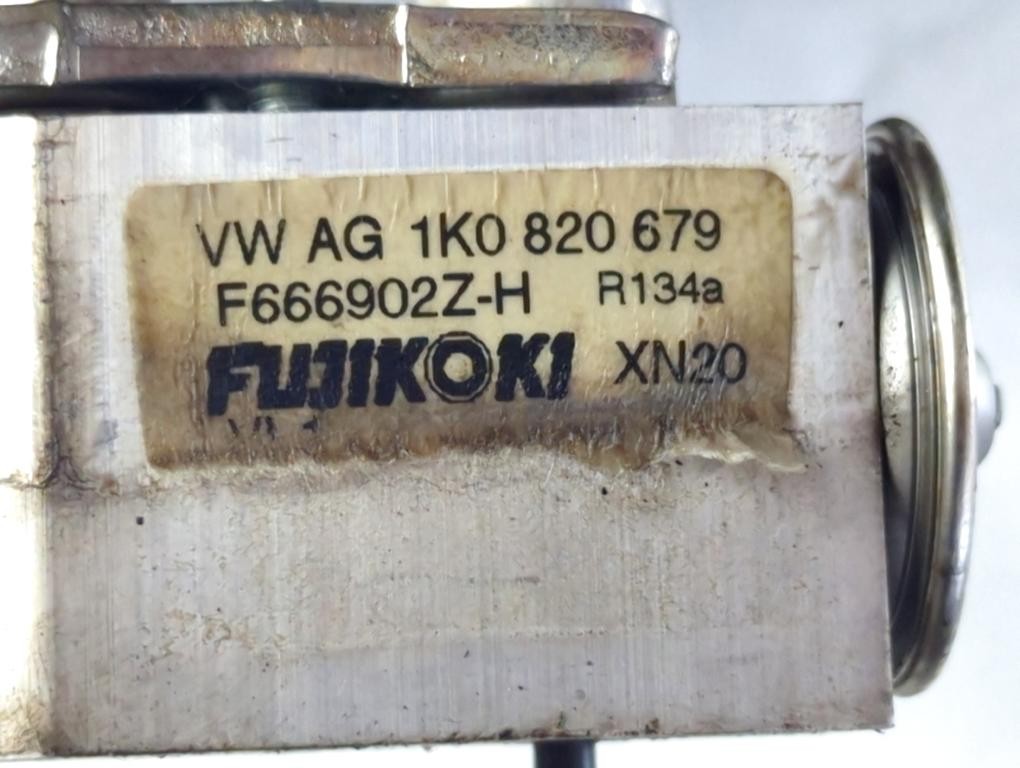 VW AG 1K0 820 679
F666902Z-H R134a
FUJIKOKI XN20